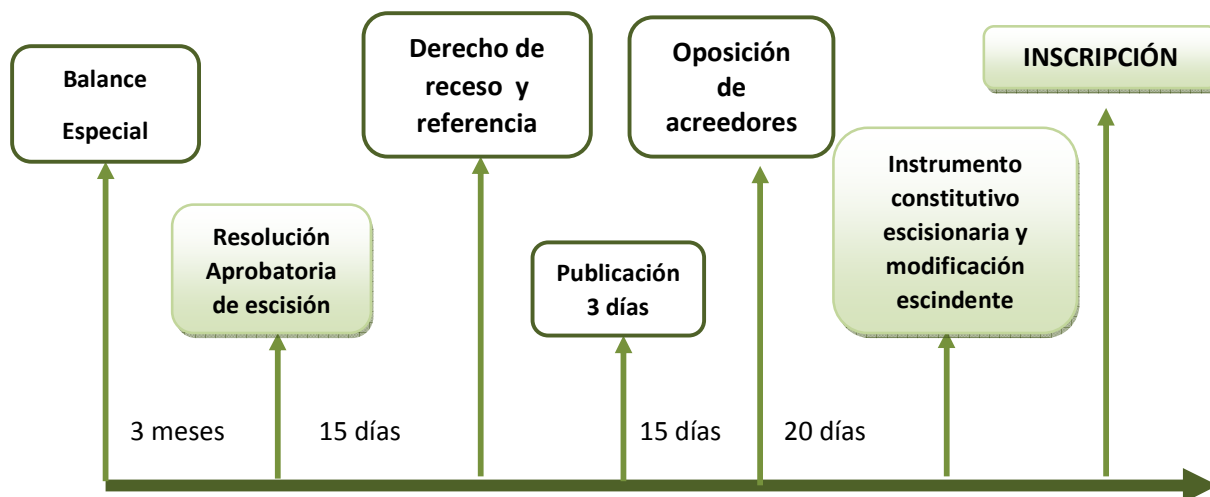 Balance
Especial
Resolución
Aprobatoria
de escisión
Derecho de
receso y
referencia
Publicación
3 días
Oposición
de
acreedores
Instrumento
constitutivo
escisionaria y
modificación
escindente
INSCRIPCIÓN
3 meses
15 días
15 días
20 días